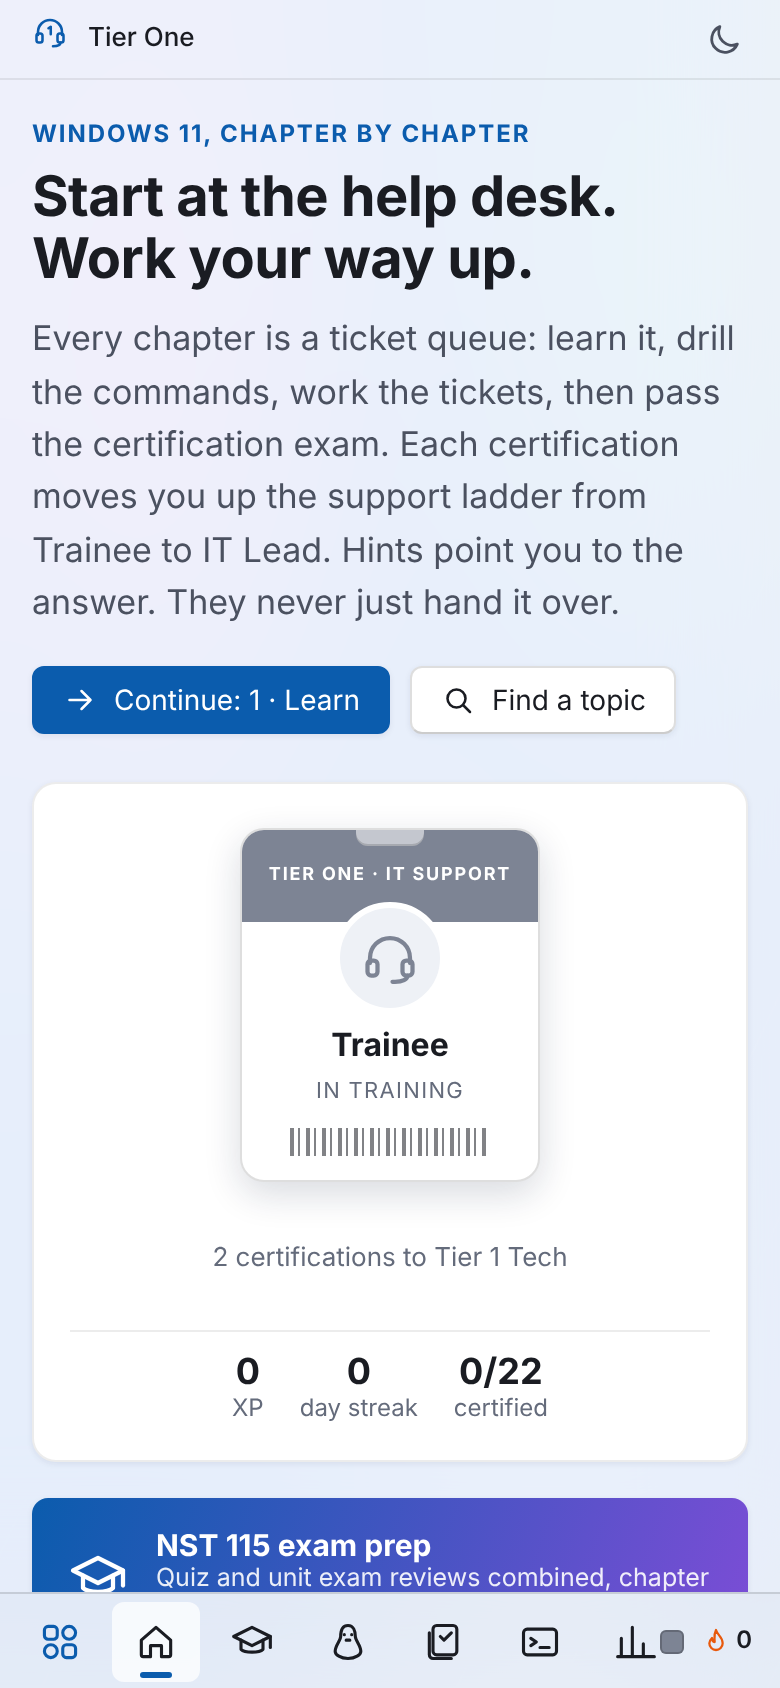 Tier One
WINDOWS 11, CHAPTER BY CHAPTER
Start at the help desk.
Work your way up.
Every chapter is a ticket queue: learn it, drill
the commands, work the tickets, then pass
the certification exam. Each certification
moves you up the support ladder from
Trainee to IT Lead. Hints point you to the
answer. They never just hand it over.
Continue: 1 · Learn
Find a topic
TIER ONE · IT SUPPORT
Trainee
IN TRAINING
2 certifications to Tier 1 Tech
0 0 0/22
XP day streak certified
NST 115 exam prep
Quiz and unit exam reviews combined, chapter
0